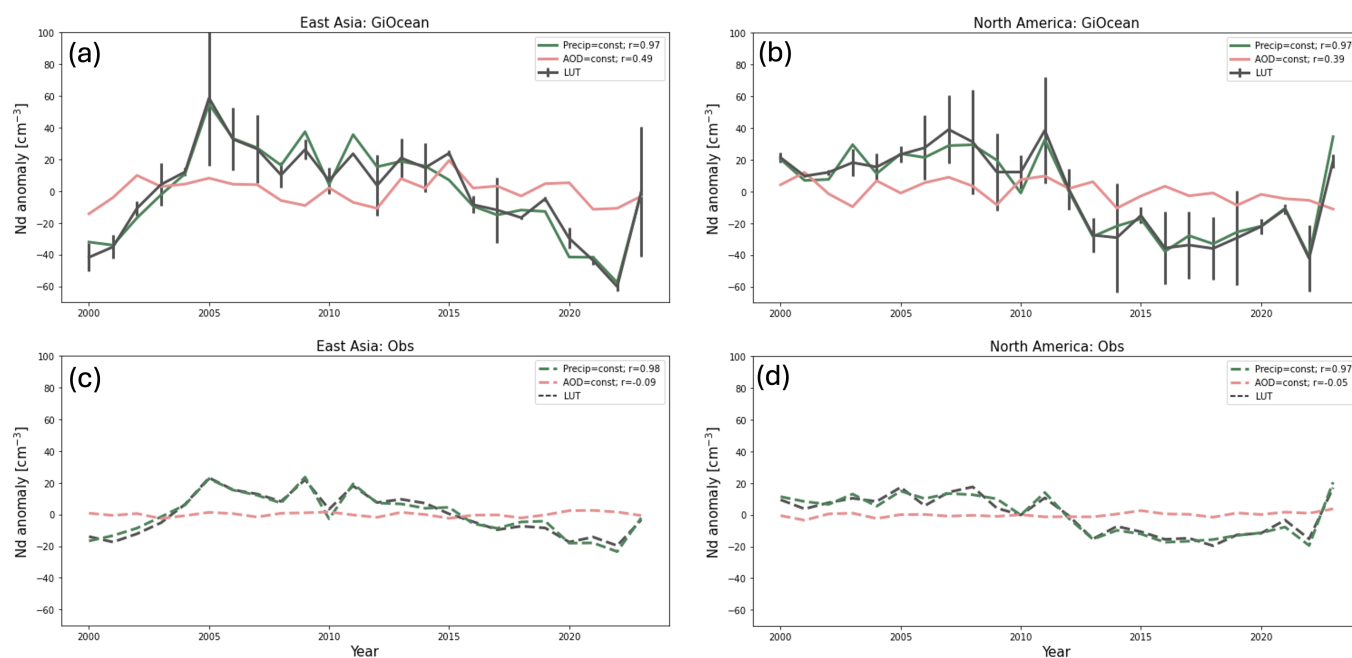 East Asia: GiOcean
(a)
Precip=const; r=0.97
AOD=const; r=0.49
LUT
Nd anomaly [cm⁻³]
100
80
60
40
20
0
−20
−40
−60
2000
2005
2010
2015
2020
North America: GiOcean
(b)
Precip=const; r=0.97
AOD=const; r=0.39
LUT
Nd anomaly [cm⁻³]
100
80
60
40
20
0
−20
−40
−60
2000
2005
2010
2015
2020
East Asia: Obs
(c)
Precip=const; r=0.98
AOD=const; r=-0.09
LUT
Nd anomaly [cm⁻³]
100
80
60
40
20
0
−20
−40
−60
2000
2005
2010
2015
2020
Year
North America: Obs
(d)
Precip=const; r=0.97
AOD=const; r=-0.05
LUT
Nd anomaly [cm⁻³]
100
80
60
40
20
0
−20
−40
−60
2000
2005
2010
2015
2020
Year